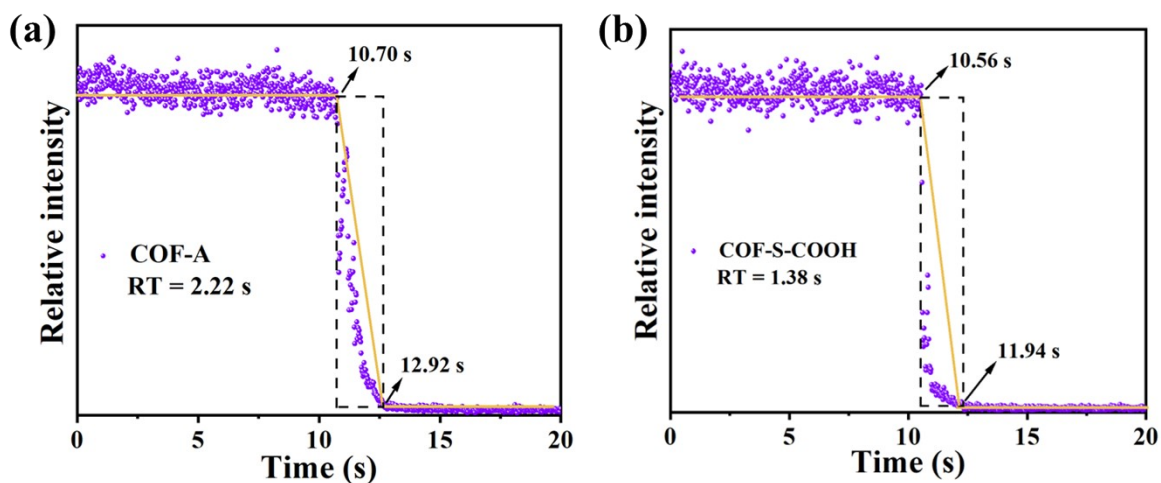 (a)
Relative intensity
10.70 s
COF-A
RT = 2.22 s
12.92 s
0 5 10 15 20
Time (s)
(b)
Relative intensity
10.56 s
COF-S-COOH
RT = 1.38 s
11.94 s
0 5 10 15 20
Time (s)